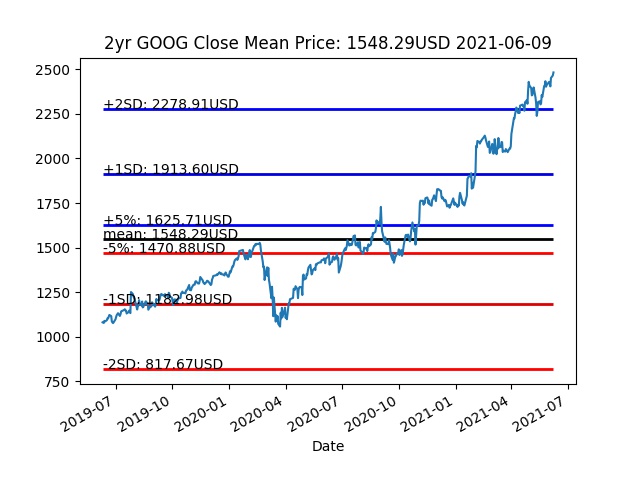 2yr GOOG Close Mean Price: 1548.29USD 2021-06-09
2500
2250
2000
1750
1500
1250
1000
750
+2SD: 2278.91USD
+1SD: 1913.60USD
+5%: 1625.71USD
mean: 1548.29USD
-5%: 1470.88USD
-1SD: 1182.98USD
-2SD: 817.67USD
2019-07
2019-10
2020-01
2020-04
2020-07
2020-10
2021-01
2021-04
2021-07
Date